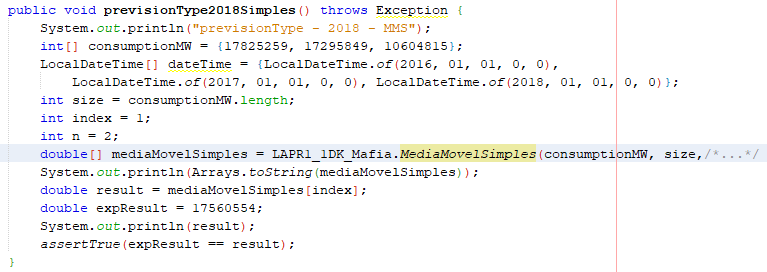 public void previsionType2018Simples() throws Exception {
System.out.println("previsionType - 2018 - MMS");
int[] consumptionMW = {17825259, 17295849, 10604815};
LocalDateTime[] dateTime = {LocalDateTime.of(2016, 01, 01, 0, 0),
LocalDateTime.of(2017, 01, 01, 0, 0), LocalDateTime.of(2018, 01, 01, 0, 0)};
int size = consumptionMW.length;
int index = 1;
int n = 2;
double[] mediaMovelSimples = LAPR1_1DK_Mafia.MediaMovelSimples(consumptionMW, size,/*...*/
System.out.println(Arrays.toString(mediaMovelSimples));
double result = mediaMovelSimples[index];
double expResult = 17560554;
System.out.println(result);
assertTrue(expResult == result);
}